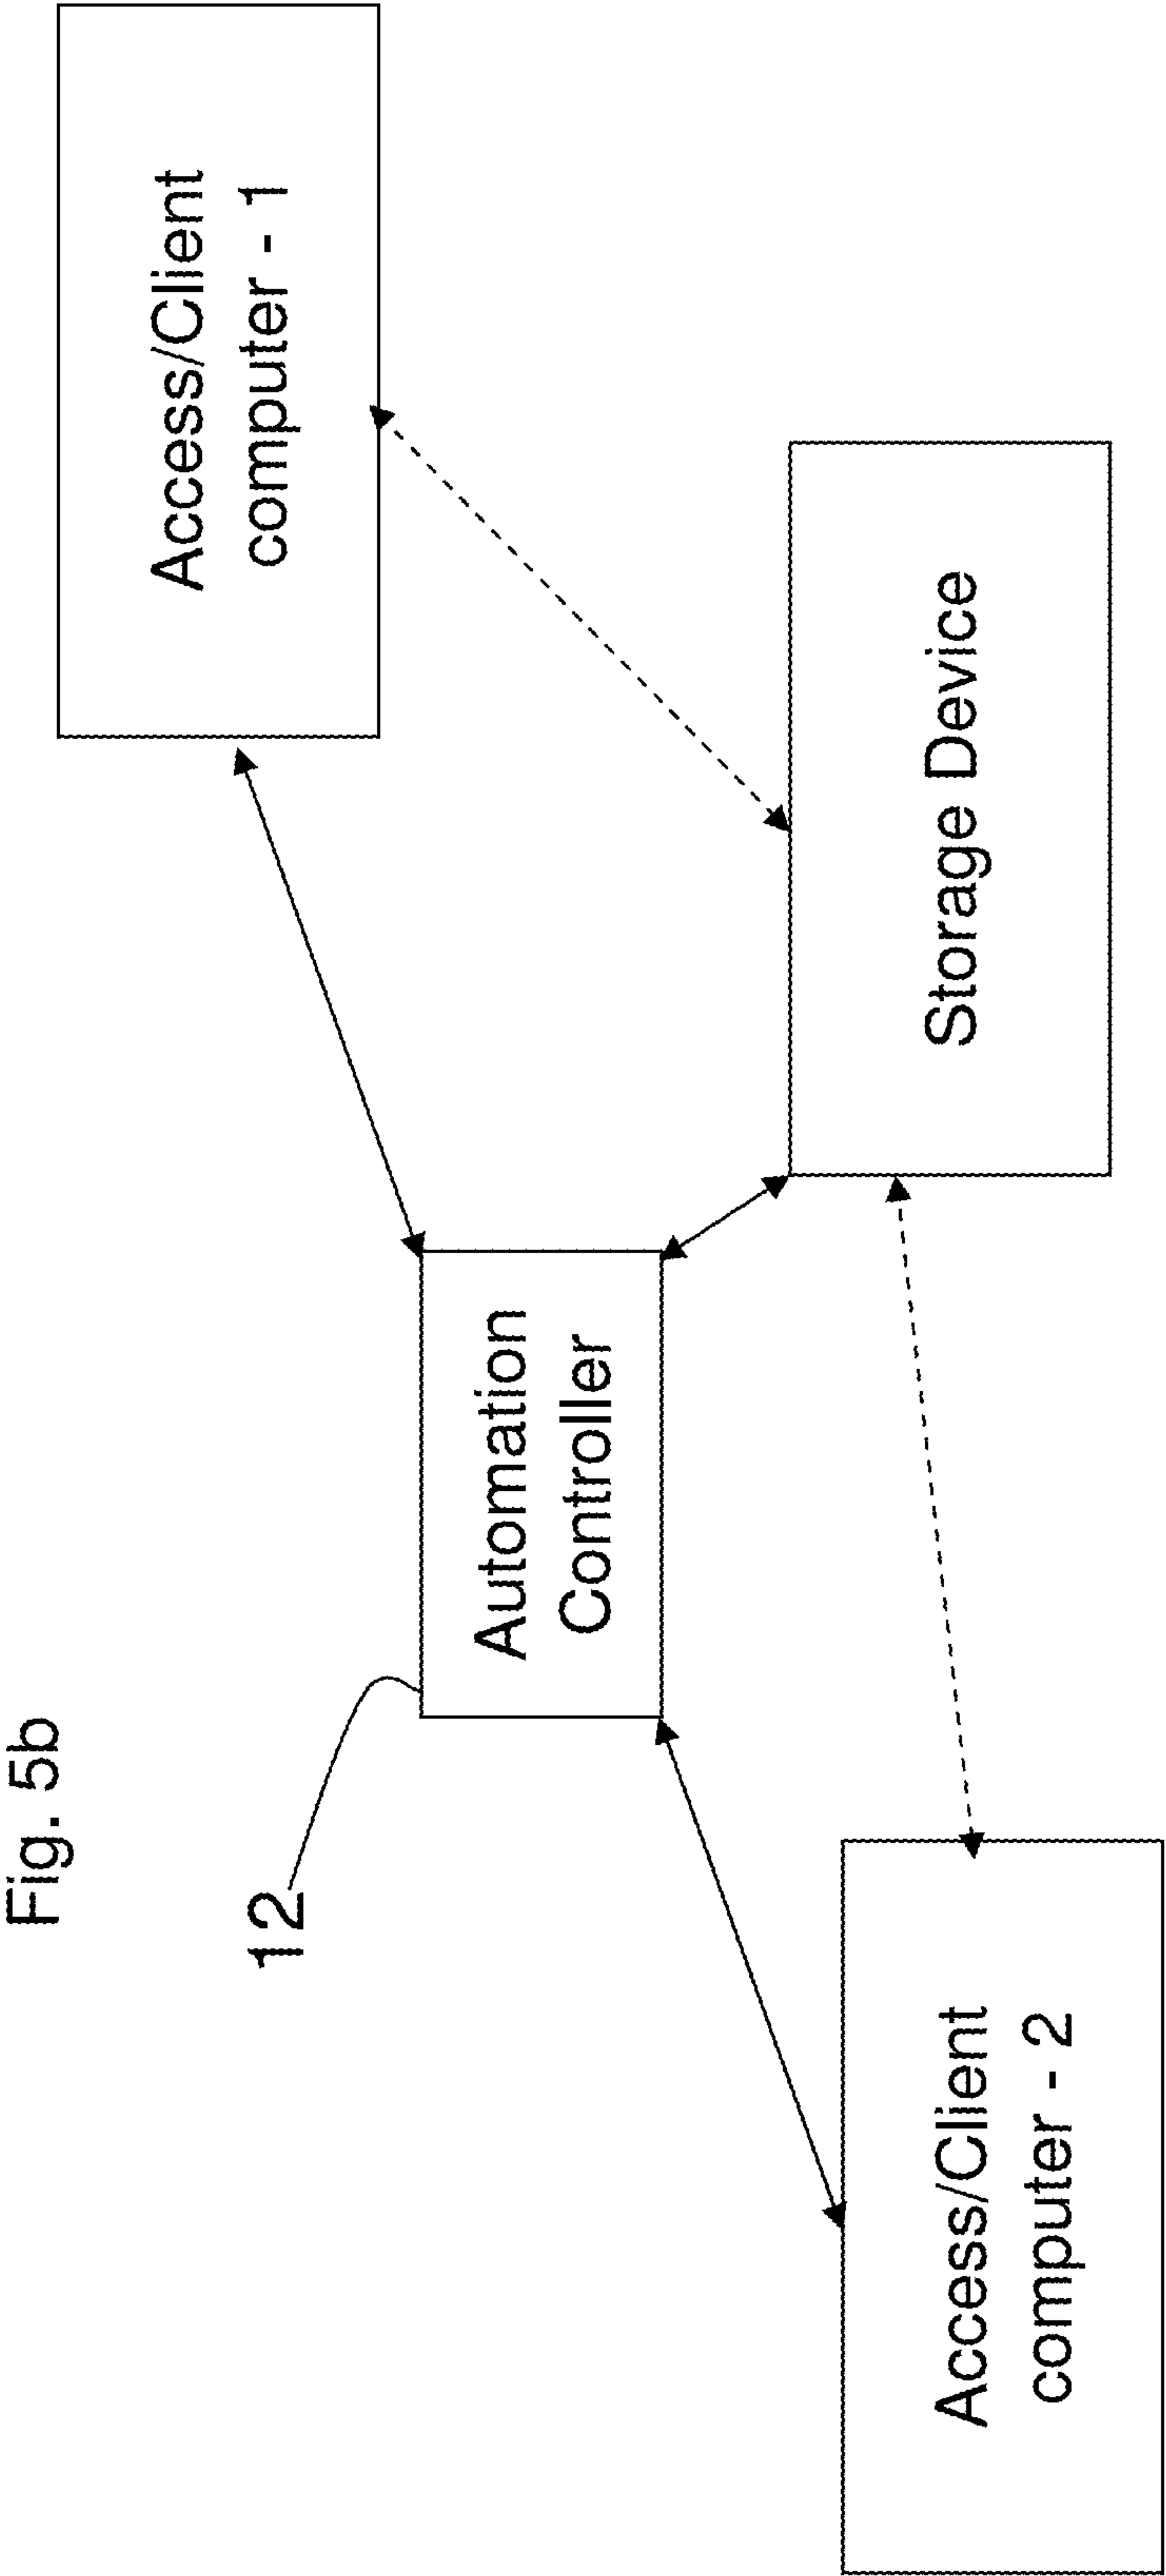 Fig. 5b
12
Automation
Controller
Access/Client
computer - 1
Storage Device
Access/Client
computer - 2